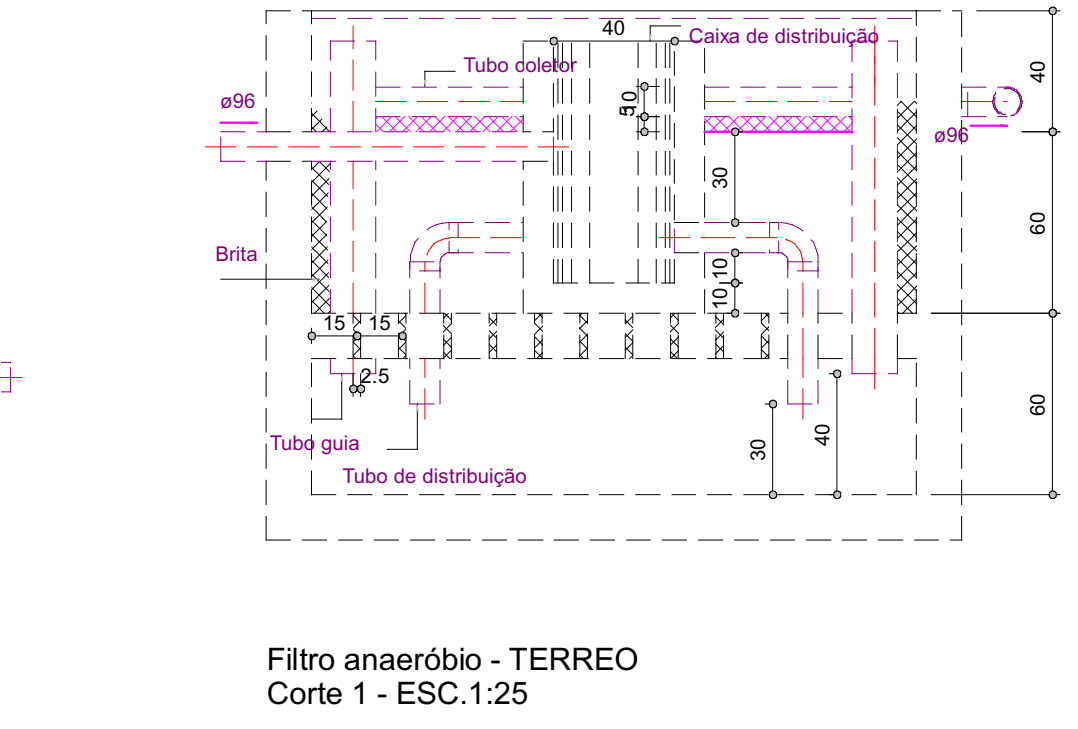 40
Caixa de distribuição
Tubo coletor
40
ø96
10
5
ø96
30
60
Brita
10
10
15
15
2.5
60
40
30
Tubo guia
Tubo de distribuição
Filtro anaeróbio - TERREO
Corte 1 - ESC.1:25